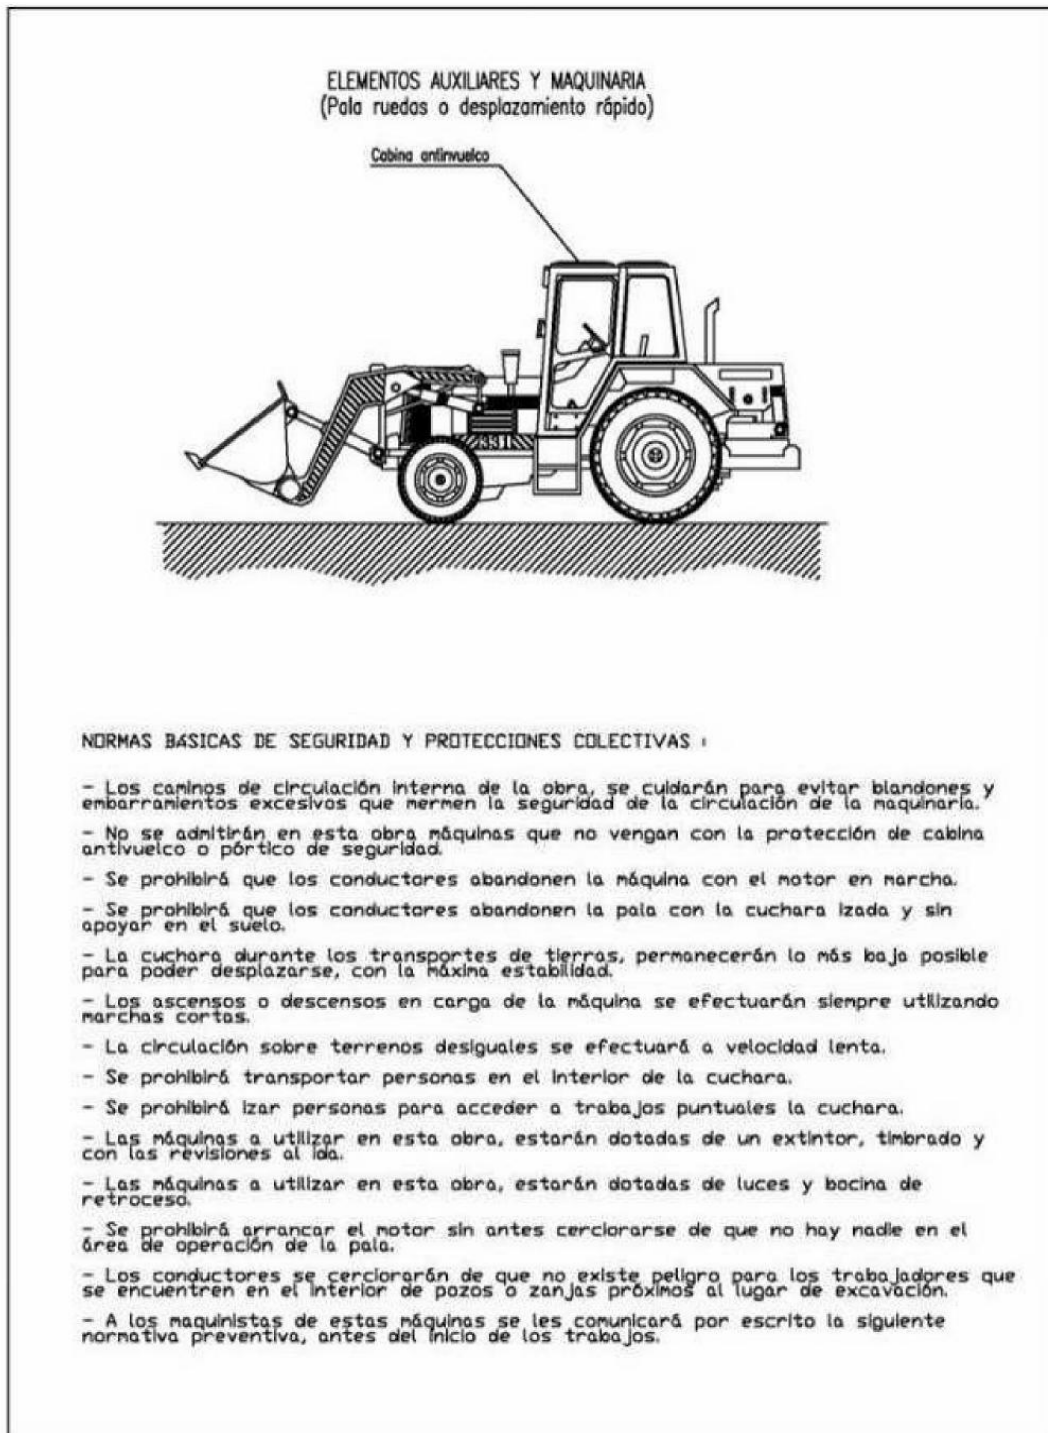 ELEMENTOS AUXILIARES Y MAQUINARIA
(Pala ruedas o desplazamiento rápido)
Cabina antinvuelco
331
NORMAS BÁSICAS DE SEGURIDAD Y PROTECCIONES COLECTIVAS :
- Los caminos de circulación interna de la obra, se cuidarán para evitar blandones y
embarramientos excesivos que mermen la seguridad de la circulación de la maquinaria.
- No se admitirán en esta obra máquinas que no vengan con la protección de cabina
antivuelco o pórtico de seguridad.
- Se prohibirá que los conductores abandonen la máquina con el motor en marcha.
- Se prohibirá que los conductores abandonen la pala con la cuchara izada y sin
apoyar en el suelo.
- La cuchara durante los transportes de tierras, permanecerán lo más baja posible
para poder desplazarse, con la máxima estabilidad.
- Los ascensos o descensos en carga de la máquina se efectuarán siempre utilizando
marchas cortas.
- La circulación sobre terrenos desiguales se efectuará a velocidad lenta.
- Se prohibirá transportar personas en el interior de la cuchara.
- Se prohibirá izar personas para acceder a trabajos puntuales la cuchara.
- Las máquinas a utilizar en esta obra, estarán dotadas de un extintor, timbrado y
con las revisiones al ida.
- Las máquinas a utilizar en esta obra, estarán dotadas de luces y bocina de
retroceso.
- Se prohibirá arrancar el motor sin antes cerciorarse de que no hay nadie en el
área de operación de la pala.
- Los conductores se cerciorarán de que no existe peligro para los trabajadores que
se encuentren en el interior de pozos o zanjas próximos al lugar de excavación.
- A los maquinistas de estas máquinas se les comunicará por escrito la siguiente
normativa preventiva, antes del inicio de los trabajos.